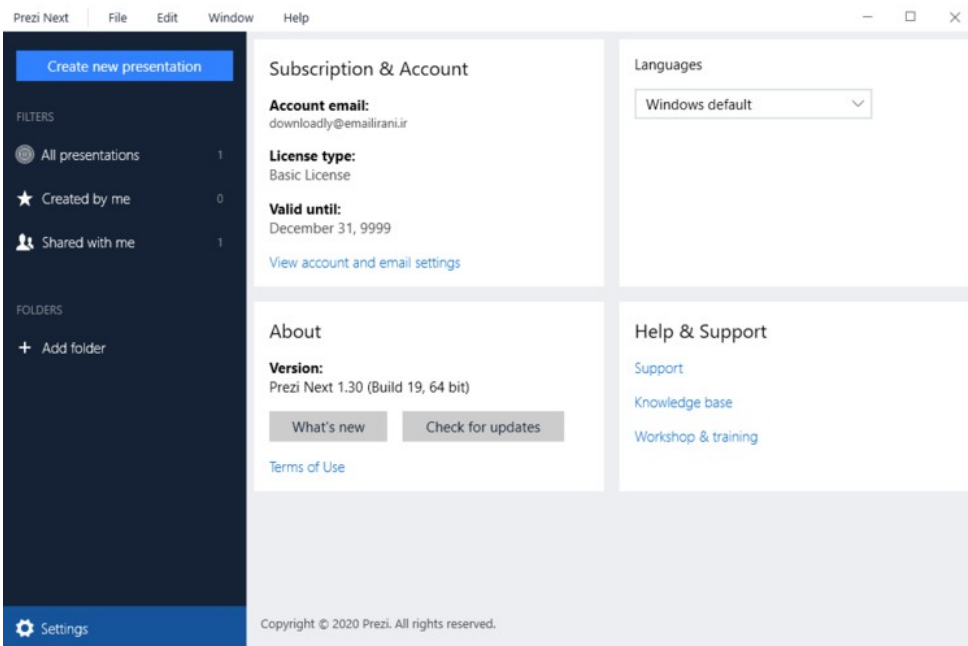 Prezi Next File Edit Window Help
Create new presentation
FILTERS
All presentations 1
Created by me 0
Shared with me 1
FOLDERS
+ Add folder
Settings
Subscription & Account
Account email:
downloadly@emailirani.ir
License type:
Basic License
Valid until:
December 31, 9999
View account and email settings
Languages
Windows default
About
Version:
Prezi Next 1.30 (Build 19, 64 bit)
What's new Check for updates
Terms of Use
Help & Support
Support
Knowledge base
Workshop & training
Copyright © 2020 Prezi. All rights reserved.